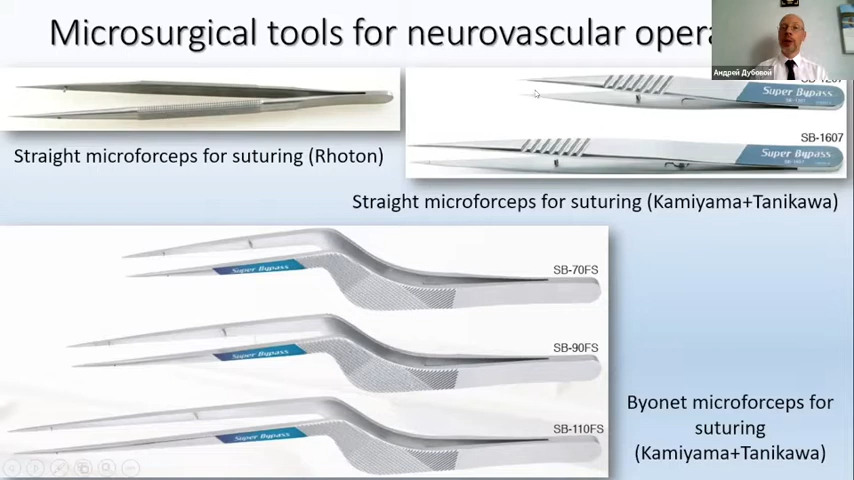 Microsurgical tools for neurovascular opera
Андрей Дубовой
Super Bypass
SB-1607
Super Bypass
Straight microforceps for suturing (Rhoton)
Straight microforceps for suturing (Kamiyama+Tanikawa)
SB-70FS
Super Bypass
SB-90FS
Super Bypass
SB-110FS
Super Bypass
Byonet microforceps for
suturing
(Kamiyama+Tanikawa)